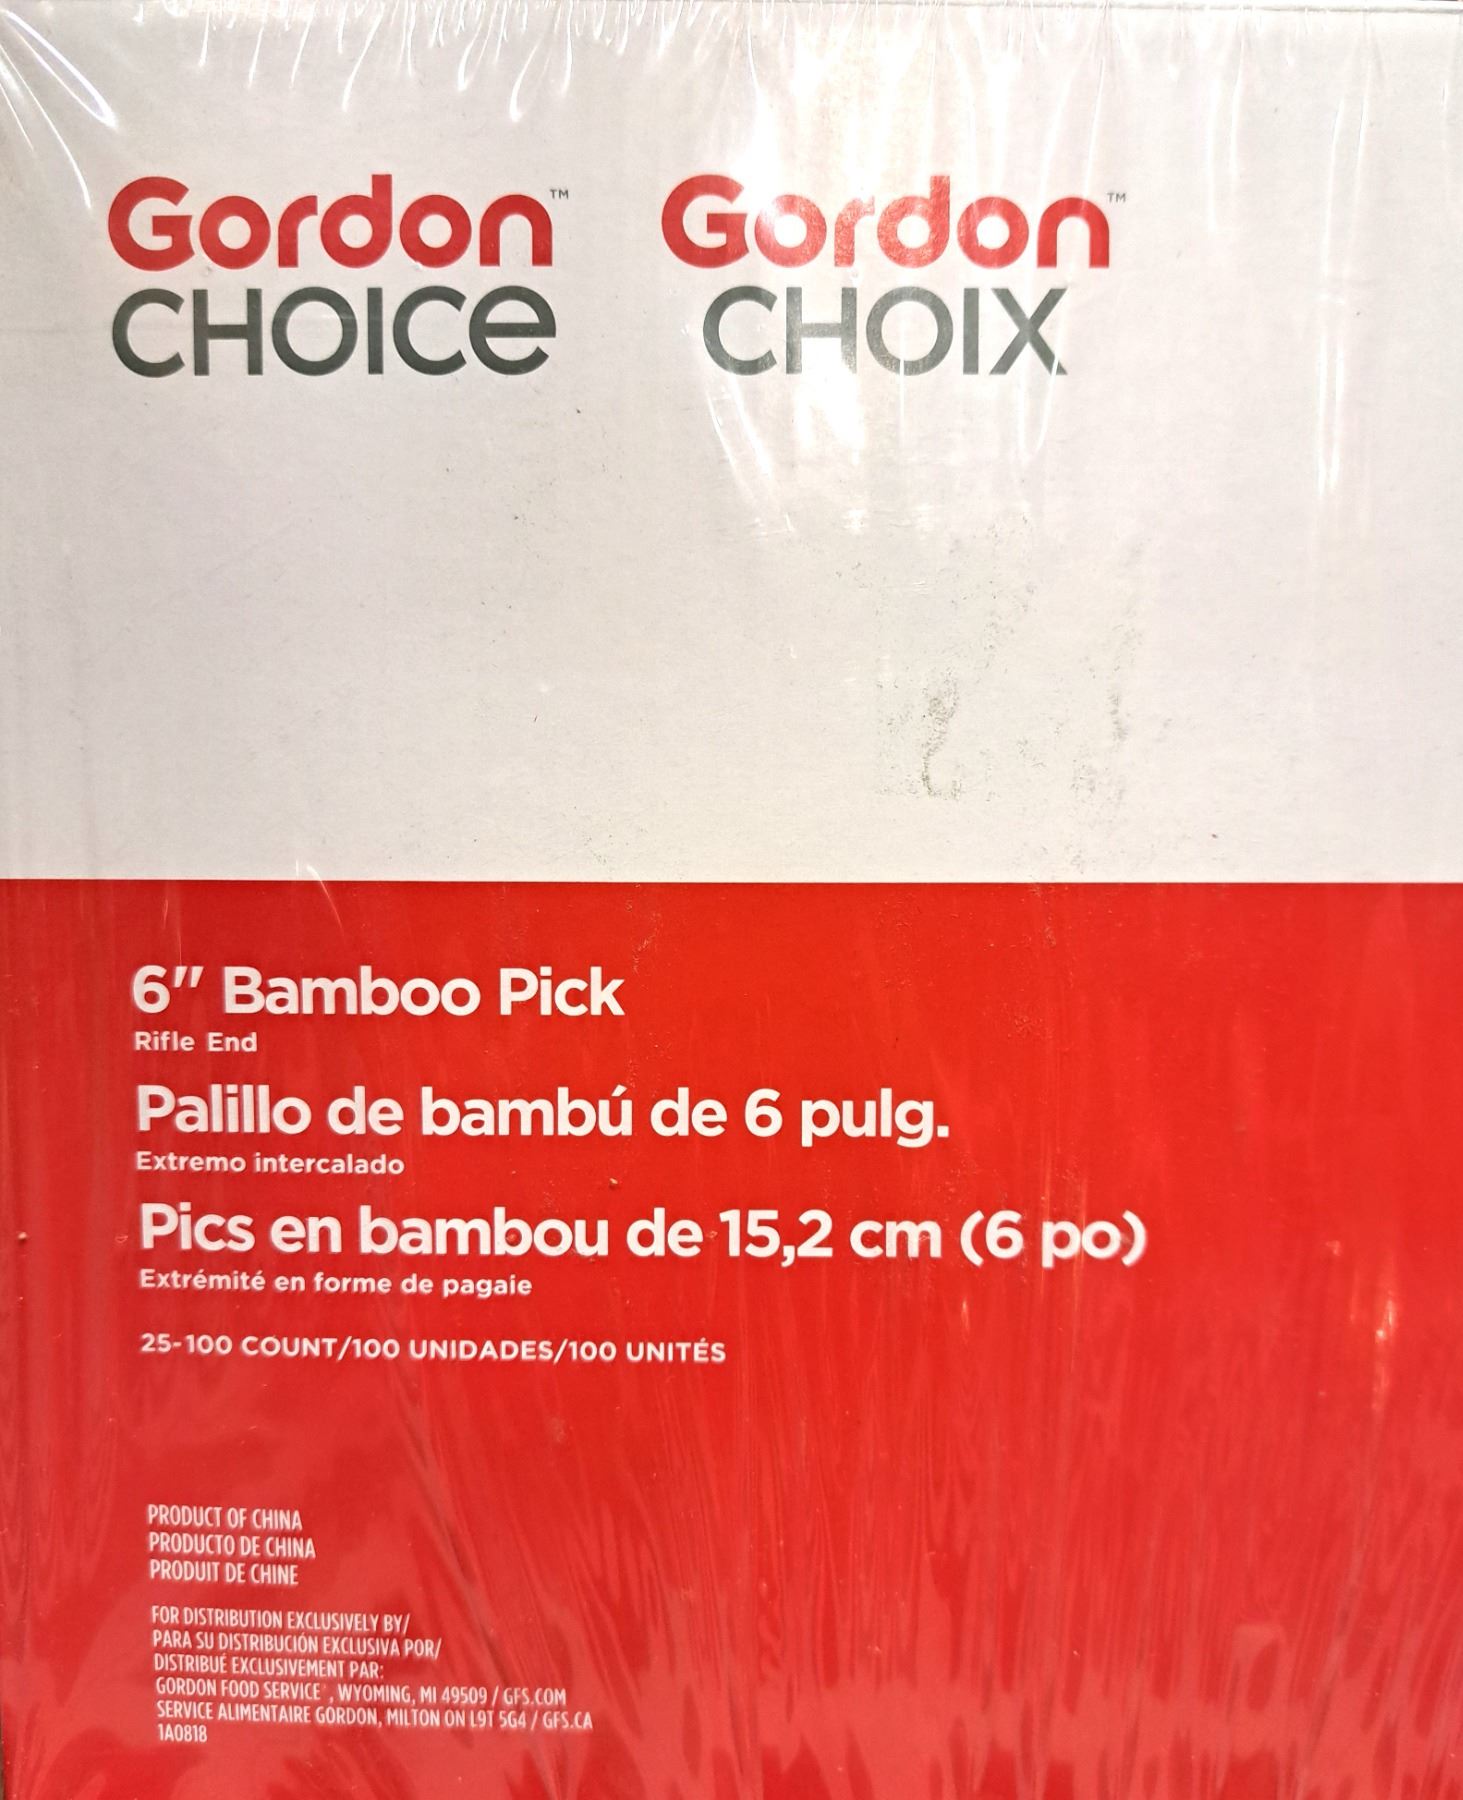 Gordon™
CHOICe
Gordon™
CHOIX
6" Bamboo Pick
Rifle End
Palillo de bambú de 6 pulg.
Extremo intercalado
Pics en bambou de 15,2 cm (6 po)
Extrémité en forme de pagaie
25-100 COUNT/100 UNIDADES/100 UNITÉS
PRODUCT OF CHINA
PRODUCTO DE CHINA
PRODUIT DE CHINE
FOR DISTRIBUTION EXCLUSIVELY BY/
PARA SU DISTRIBUCIÓN EXCLUSIVA POR/
DISTRIBUÉ EXCLUSIVEMENT PAR:
GORDON FOOD SERVICE®, WYOMING, MI 49509 / GFS.COM
SERVICE ALIMENTAIRE GORDON, MILTON ON L9T 5G4 / GFS.CA
1A0818